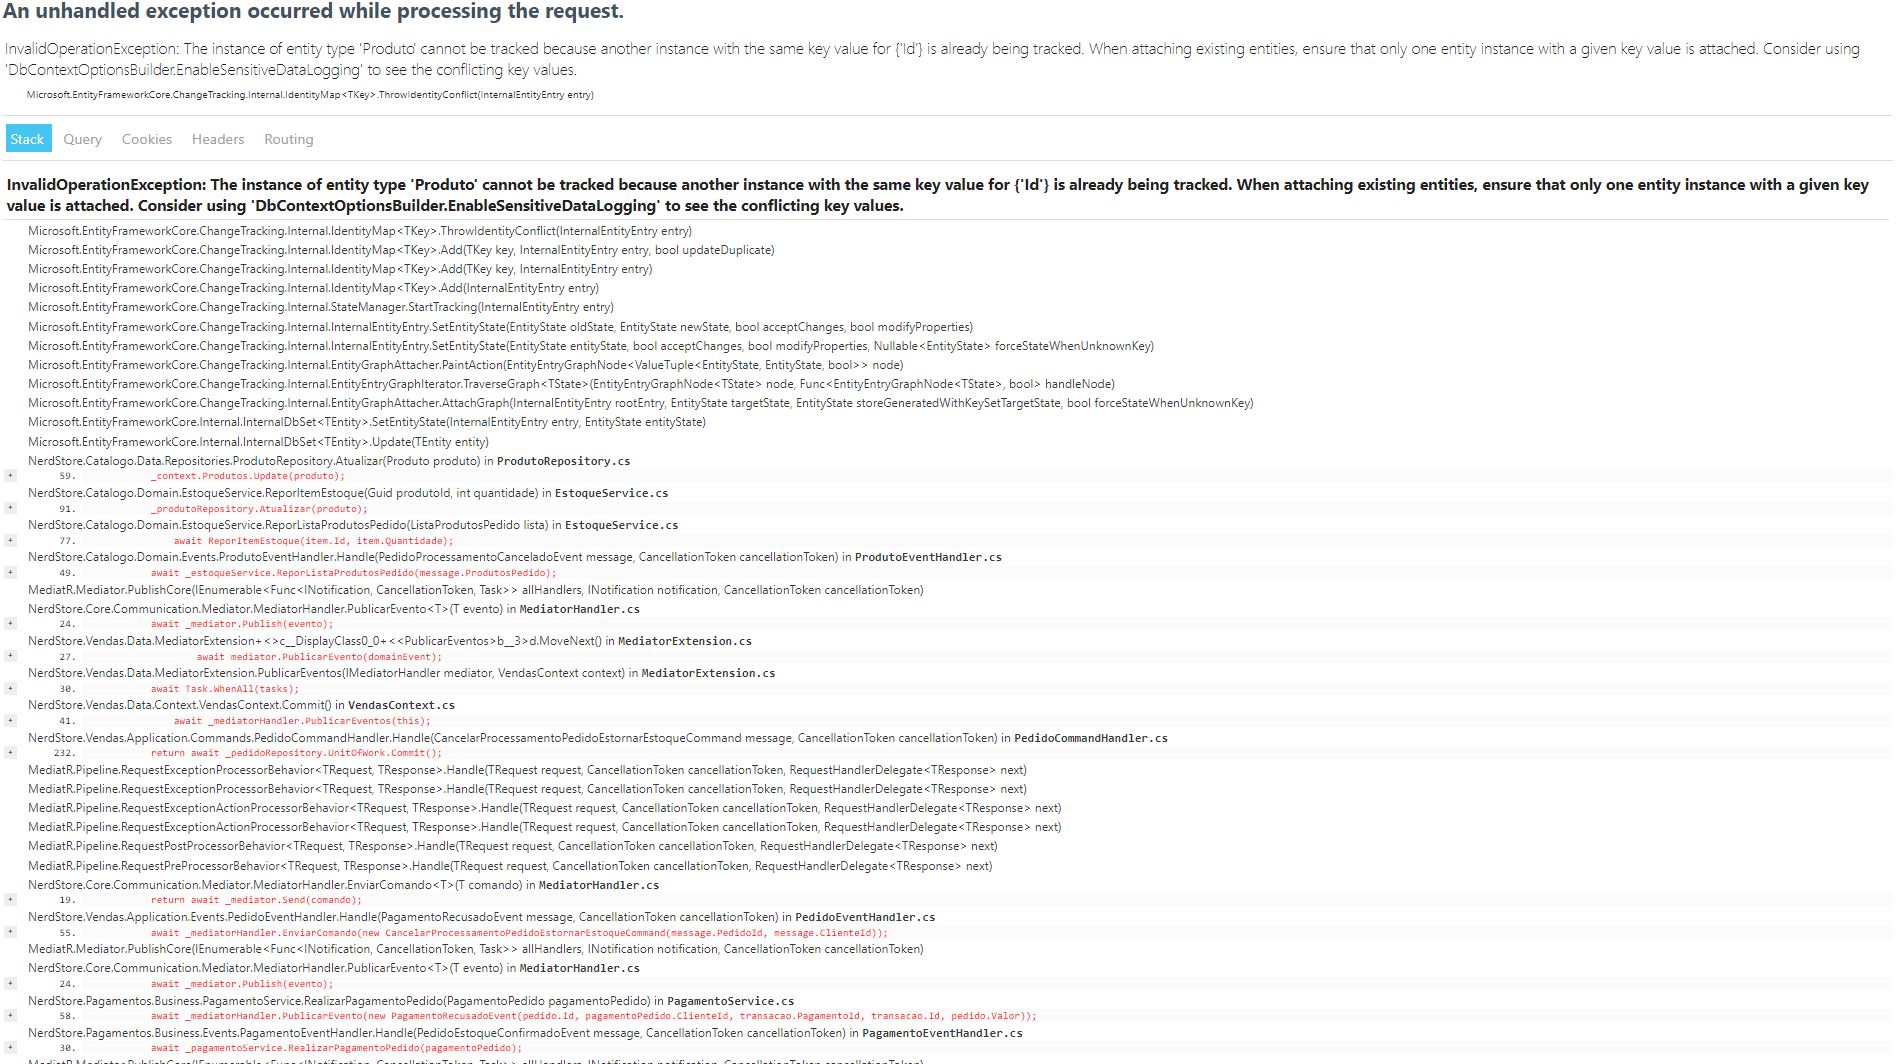 An unhandled exception occurred while processing the request.
InvalidOperationException: The instance of entity type 'Produto' cannot be tracked because another instance with the same key value for {'Id'} is already being tracked. When attaching existing entities, ensure that only one entity instance with a given key value is attached. Consider using
'DbContextOptionsBuilder.EnableSensitiveDataLogging' to see the conflicting key values.
Microsoft.EntityFrameworkCore.ChangeTracking.Internal.IdentityMap<TKey>.ThrowIdentityConflict(InternalEntityEntry entry)
Stack Query Cookies Headers Routing
InvalidOperationException: The instance of entity type 'Produto' cannot be tracked because another instance with the same key value for {'Id'} is already being tracked. When attaching existing entities, ensure that only one entity instance with a given key
value is attached. Consider using 'DbContextOptionsBuilder.EnableSensitiveDataLogging' to see the conflicting key values.
Microsoft.EntityFrameworkCore.ChangeTracking.Internal.IdentityMap<TKey>.ThrowIdentityConflict(InternalEntityEntry entry)
Microsoft.EntityFrameworkCore.ChangeTracking.Internal.IdentityMap<TKey>.Add(TKey key, InternalEntityEntry entry, bool updateDuplicate)
Microsoft.EntityFrameworkCore.ChangeTracking.Internal.IdentityMap<TKey>.Add(TKey key, InternalEntityEntry entry)
Microsoft.EntityFrameworkCore.ChangeTracking.Internal.IdentityMap<TKey>.Add(InternalEntityEntry entry)
Microsoft.EntityFrameworkCore.ChangeTracking.Internal.StateManager.StartTracking(InternalEntityEntry entry)
Microsoft.EntityFrameworkCore.ChangeTracking.Internal.InternalEntityEntry.SetEntityState(EntityState oldState, EntityState newState, bool acceptChanges, bool modifyProperties)
Microsoft.EntityFrameworkCore.ChangeTracking.Internal.InternalEntityEntry.SetEntityState(EntityState entityState, bool acceptChanges, bool modifyProperties, Nullable<EntityState> forceStateWhenUnknownKey)
Microsoft.EntityFrameworkCore.ChangeTracking.Internal.EntityGraphAttacher.PaintAction(EntityEntryGraphNode<ValueTuple<EntityState, EntityState, bool>> node)
Microsoft.EntityFrameworkCore.ChangeTracking.Internal.EntityEntryGraphIterator.TraverseGraph<TState>(EntityEntryGraphNode<TState> node, Func<EntityEntryGraphNode<TState>, bool> handleNode)
Microsoft.EntityFrameworkCore.ChangeTracking.Internal.EntityGraphAttacher.AttachGraph(InternalEntityEntry rootEntry, EntityState targetState, EntityState storeGeneratedWithKeySetTargetState, bool forceStateWhenUnknownKey)
Microsoft.EntityFrameworkCore.Internal.InternalDbSet<TEntity>.SetEntityState(InternalEntityEntry entry, EntityState entityState)
Microsoft.EntityFrameworkCore.Internal.InternalDbSet<TEntity>.Update(TEntity entity)
NerdStore.Catalogo.Data.Repositories.ProdutoRepository.Atualizar(Produto produto) in ProdutoRepository.cs
+ 59. _context.Produtos.Update(produto);
NerdStore.Catalogo.Domain.EstoqueService.ReporItemEstoque(Guid produtoId, int quantidade) in EstoqueService.cs
+ 91. _produtoRepository.Atualizar(produto);
NerdStore.Catalogo.Domain.EstoqueService.ReporListaProdutosPedido(ListaProdutosPedido lista) in EstoqueService.cs
+ 77. await ReporItemEstoque(item.Id, item.Quantidade);
NerdStore.Catalogo.Domain.Events.ProdutoEventHandler.Handle(PedidoProcessamentoCanceladoEvent message, CancellationToken cancellationToken) in ProdutoEventHandler.cs
+ 49. await _estoqueService.ReporListaProdutosPedido(message.ProdutosPedido);
MediatR.Mediator.PublishCore(IEnumerable<Func<INotification, CancellationToken, Task>> allHandlers, INotification notification, CancellationToken cancellationToken)
NerdStore.Core.Communication.Mediator.MediatorHandler.PublicarEvento<T>(T evento) in MediatorHandler.cs
+ 24. await _mediator.Publish(evento);
NerdStore.Vendas.Data.MediatorExtension+<>c__DisplayClass0_0+<<PublicarEventos>b__3>d.MoveNext() in MediatorExtension.cs
+ 27. await mediator.PublicarEvento(domainEvent);
NerdStore.Vendas.Data.MediatorExtension.PublicarEventos(IMediatorHandler mediator, VendasContext context) in MediatorExtension.cs
+ 30. await Task.WhenAll(tasks);
NerdStore.Vendas.Data.Context.VendasContext.Commit() in VendasContext.cs
+ 41. await _mediatorHandler.PublicarEventos(this);
NerdStore.Vendas.Application.Commands.PedidoCommandHandler.Handle(CancelarProcessamentoPedidoEstornarEstoqueCommand message, CancellationToken cancellationToken) in PedidoCommandHandler.cs
+ 232. return await _pedidoRepository.UnitOfWork.Commit();
MediatR.Pipeline.RequestExceptionProcessorBehavior<TRequest, TResponse>.Handle(TRequest request, CancellationToken cancellationToken, RequestHandlerDelegate<TResponse> next)
MediatR.Pipeline.RequestExceptionProcessorBehavior<TRequest, TResponse>.Handle(TRequest request, CancellationToken cancellationToken, RequestHandlerDelegate<TResponse> next)
MediatR.Pipeline.RequestExceptionActionProcessorBehavior<TRequest, TResponse>.Handle(TRequest request, CancellationToken cancellationToken, RequestHandlerDelegate<TResponse> next)
MediatR.Pipeline.RequestExceptionActionProcessorBehavior<TRequest, TResponse>.Handle(TRequest request, CancellationToken cancellationToken, RequestHandlerDelegate<TResponse> next)
MediatR.Pipeline.RequestPostProcessorBehavior<TRequest, TResponse>.Handle(TRequest request, CancellationToken cancellationToken, RequestHandlerDelegate<TResponse> next)
MediatR.Pipeline.RequestPreProcessorBehavior<TRequest, TResponse>.Handle(TRequest request, CancellationToken cancellationToken, RequestHandlerDelegate<TResponse> next)
NerdStore.Core.Communication.Mediator.MediatorHandler.EnviarComando<T>(T comando) in MediatorHandler.cs
+ 19. return await _mediator.Send(comando);
NerdStore.Vendas.Application.Events.PedidoEventHandler.Handle(PagamentoRecusadoEvent message, CancellationToken cancellationToken) in PedidoEventHandler.cs
+ 55. await _mediatorHandler.EnviarComando(new CancelarProcessamentoPedidoEstornarEstoqueCommand(message.PedidoId, message.ClienteId));
MediatR.Mediator.PublishCore(IEnumerable<Func<INotification, CancellationToken, Task>> allHandlers, INotification notification, CancellationToken cancellationToken)
NerdStore.Core.Communication.Mediator.MediatorHandler.PublicarEvento<T>(T evento) in MediatorHandler.cs
+ 24. await _mediator.Publish(evento);
NerdStore.Pagamentos.Business.PagamentoService.RealizarPagamentoPedido(PagamentoPedido pagamentoPedido) in PagamentoService.cs
+ 58. await _mediatorHandler.PublicarEvento(new PagamentoRecusadoEvent(pedido.Id, pagamentoPedido.ClienteId, transacao.PagamentoId, transacao.Id, pedido.Valor));
NerdStore.Pagamentos.Business.Events.PagamentoEventHandler.Handle(PedidoEstoqueConfirmadoEvent message, CancellationToken cancellationToken) in PagamentoEventHandler.cs
+ 30. await _pagamentoService.RealizarPagamentoPedido(pagamentoPedido);
MediatR.Mediator.PublishCore(IEnumerable<Func<INotification, CancellationToken, Task>> allHandlers, INotification notification, CancellationToken cancellationToken)